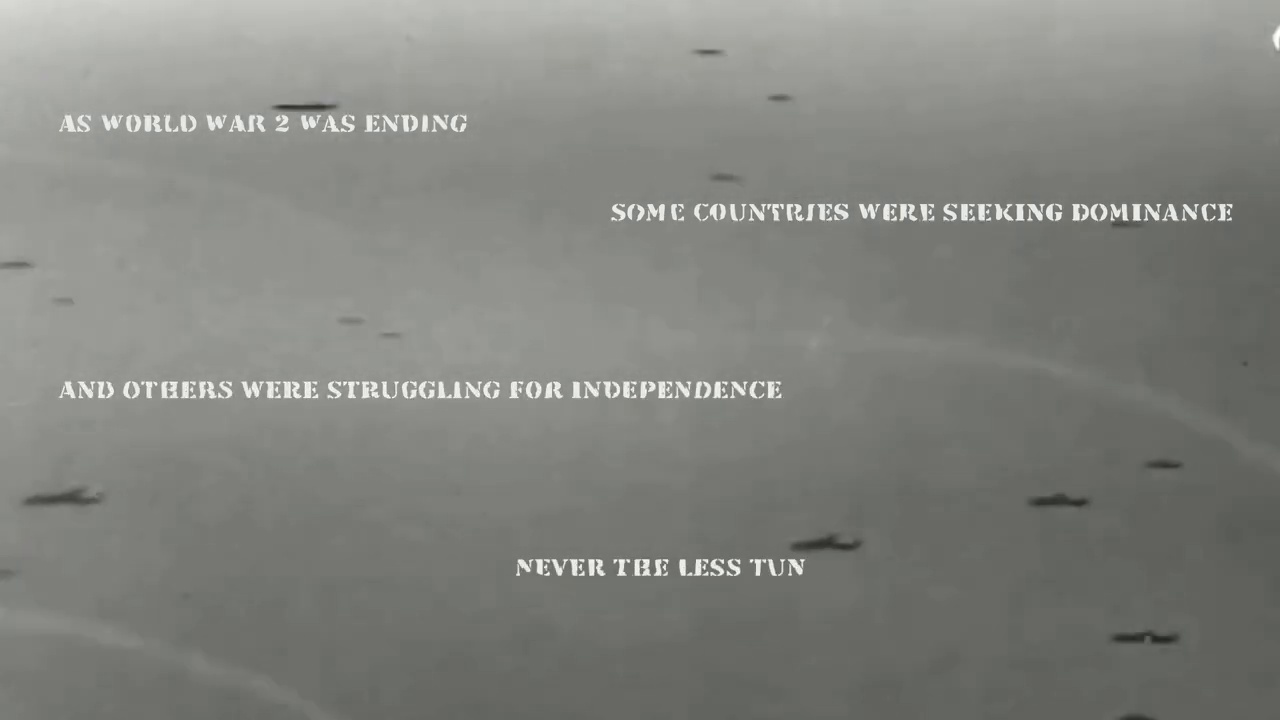 AS WORLD WAR 2 WAS ENDING
SOME COUNTRIES WERE SEEKING DOMINANCE
AND OTHERS WERE STRUGGLING FOR INDEPENDENCE
NEVER THE LESS TUN